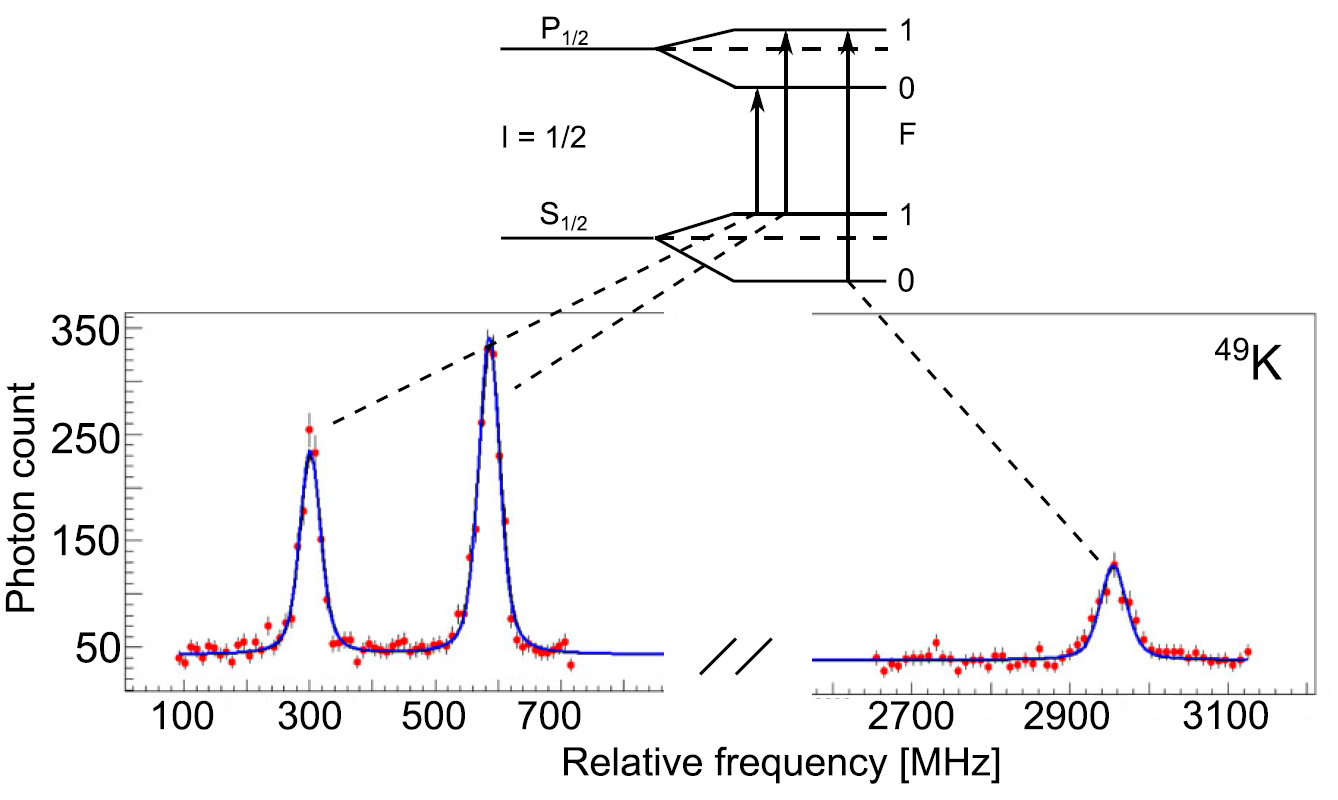 P1/2
1
0
I = 1/2
F
S1/2
1
0
350
250
150
50
Photon count
49K
100 300 500 700 2700 2900 3100
Relative frequency [MHz]